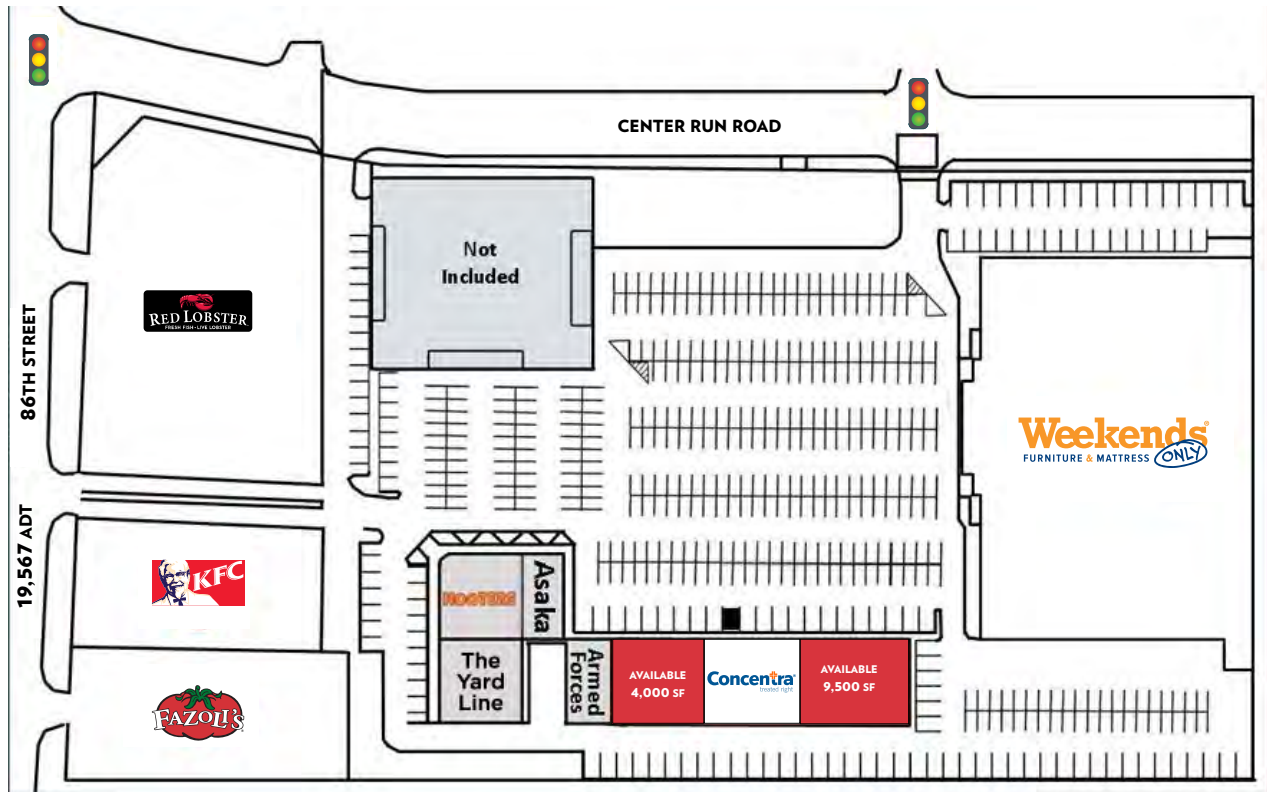 CENTER RUN ROAD
Not
Included
RED LOBSTER
FRESH FISH • LIVE LOBSTER
86TH STREET
19,567 ADT
Weekends®
FURNITURE & MATTRESS ONLY
KFC
HOOTERS
Asaka
The
Yard
Line
Armed
Forces
AVAILABLE
4,000 SF
Concentra®
treated right
AVAILABLE
9,500 SF
FAZOLI'S